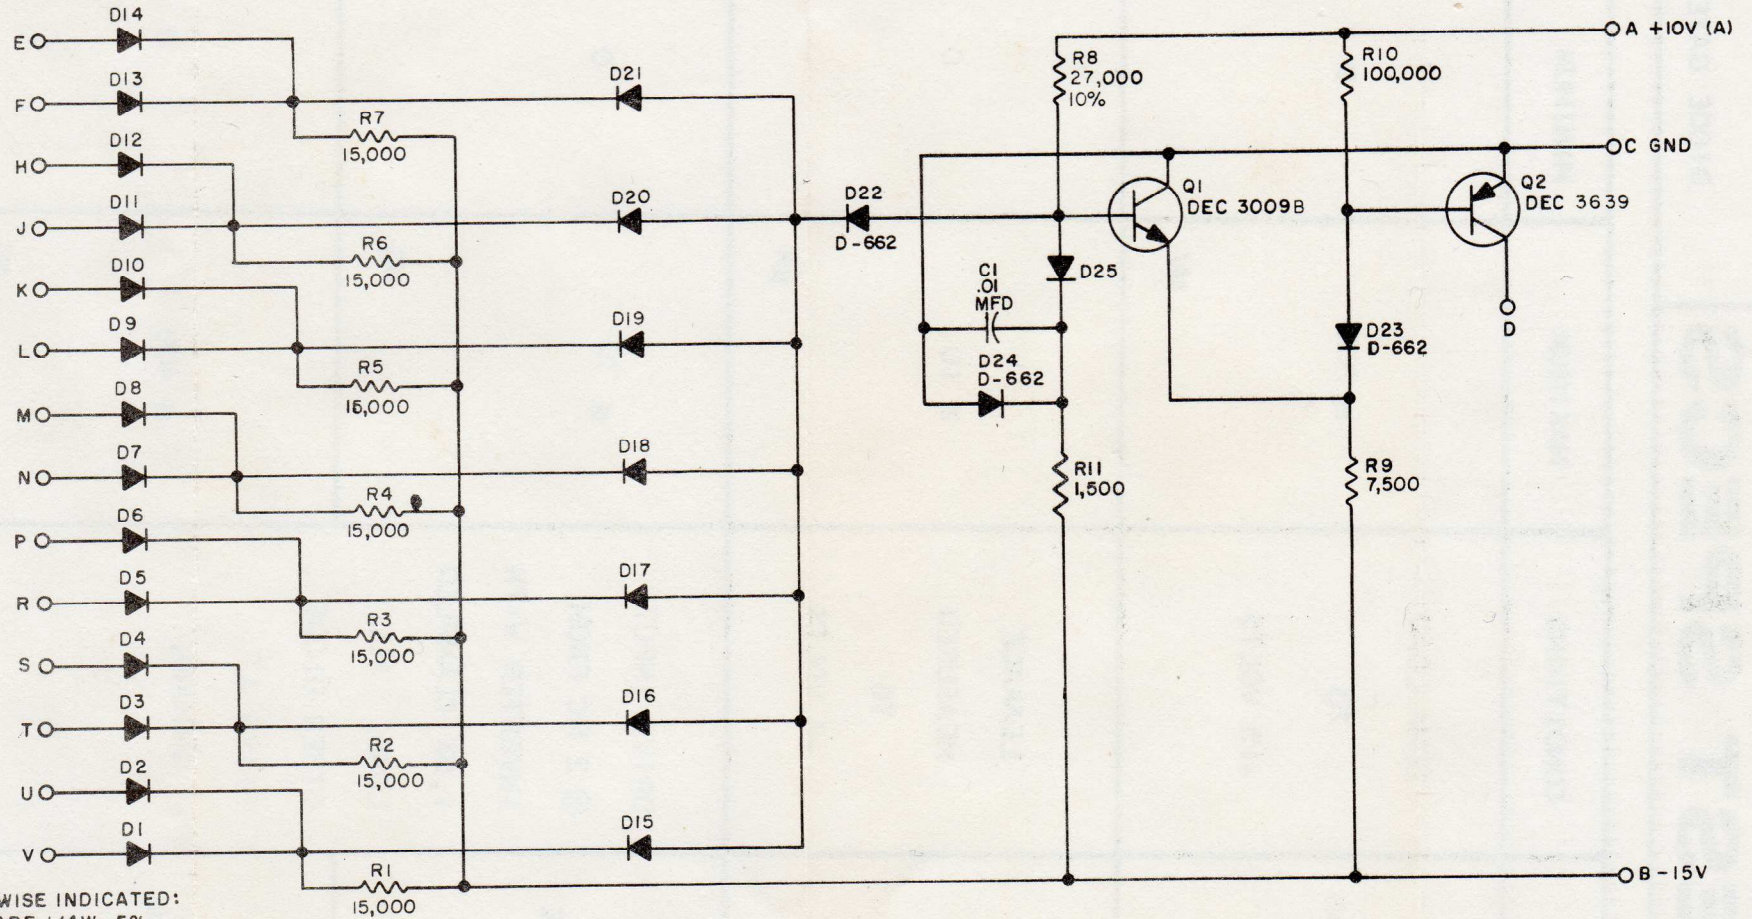 D14
E
D13
F
D12
H
D11
J
D10
K
D9
L
D8
M
D7
N
D6
P
D5
R
D4
S
D3
T
D2
U
D1
V
R7
15,000
R6
15,000
R5
15,000
R4
15,000
R3
15,000
R2
15,000
R1
15,000
D21
D20
D19
D18
D17
D16
D15
D22
D-662
R8
27,000
10%
D25
C1
.01
MFD
D24
D-662
R11
1,500
Q1
DEC 3009B
R10
100,000
Q2
DEC 3639
D
D23
D-662
R9
7,500
A +10V (A)
C GND
B -15V
WISE INDICATED: